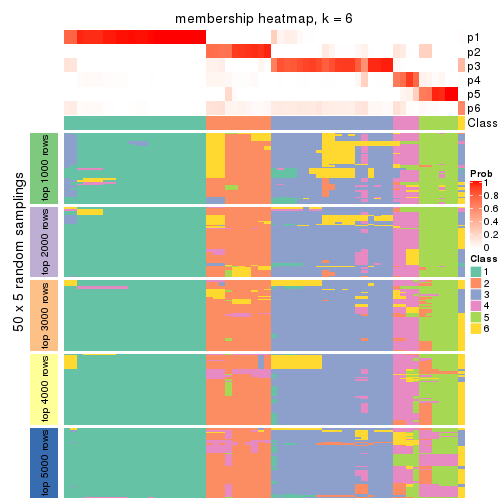 membership heatmap, k = 6
p1
p2
p3
p4
p5
p6
Class
50 x 5 random samplings
top 1000 rows
top 2000 rows
top 3000 rows
top 4000 rows
top 5000 rows
Prob
1
0.8
0.6
0.4
0.2
0
Class
1
2
3
4
5
6